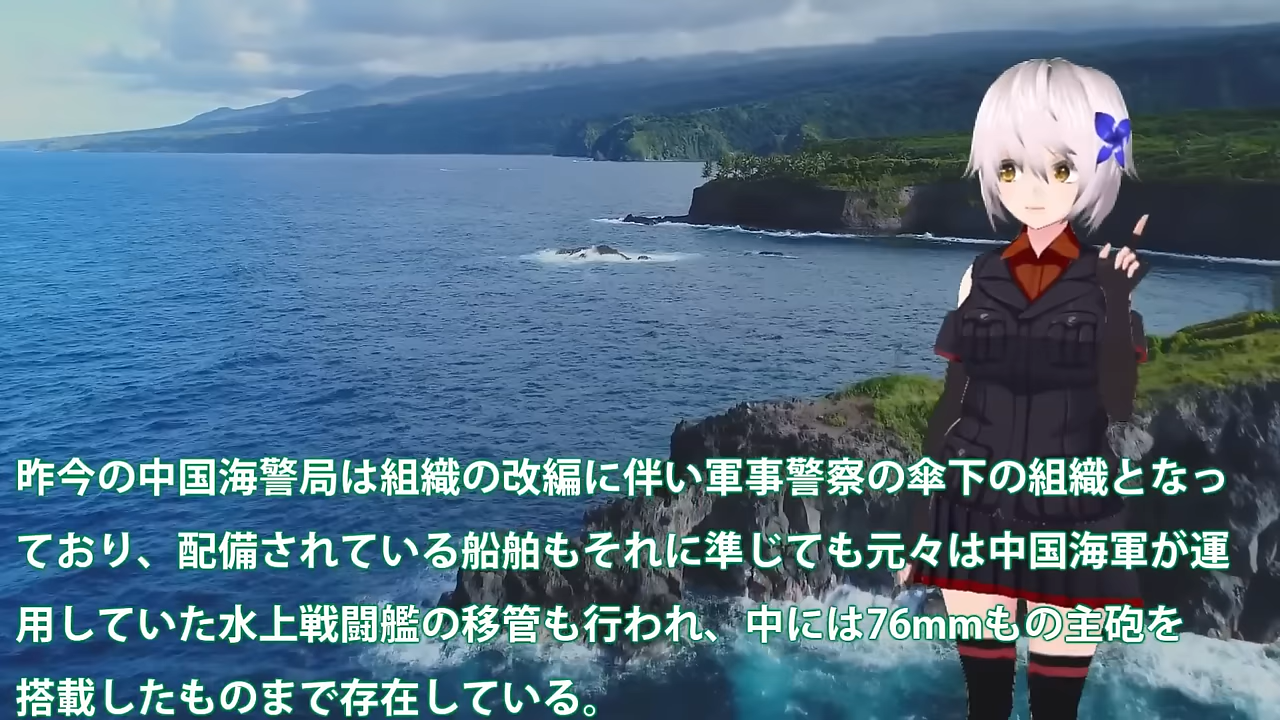 昨今の中国海警局は組織の改編に伴い軍事警察の傘下の組織となっ
ており、配備されている船舶もそれに準じても元々は中国海軍が運
用していた水上戦闘艦の移管も行われ、中には76mmもの主砲を
搭載したものまで存在している。